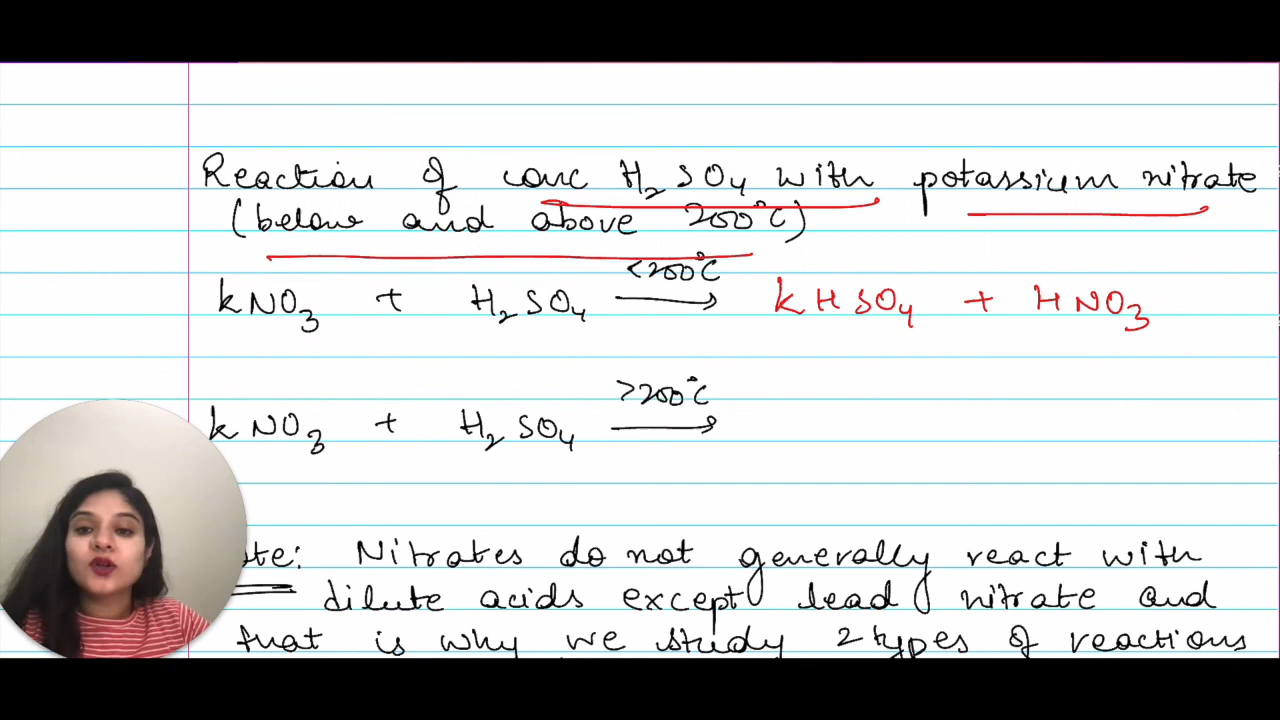 Reaction of conc H₂SO₄ with potassium nitrate
(below and above 200°C)
<200°C
kNO₃ + H₂SO₄ → kHSO₄ + HNO₃
>200°C
kNO₃ + H₂SO₄ →
ote: Nitrates do not generally react with
dilute acids except lead nitrate and
that is why we study 2 types of reactions